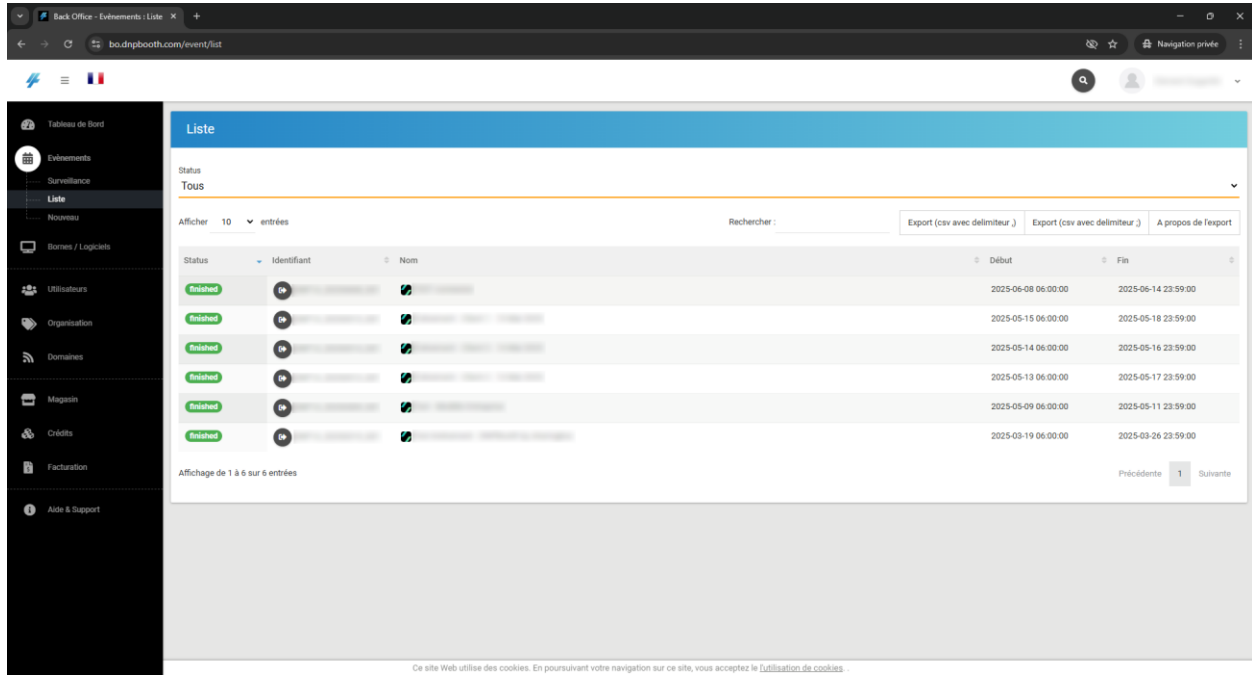 Back Office - Evènements : Liste
bo.dnpbooth.com/event/list
Navigation privée
Tableau de Bord
Evènements
Surveillance
Liste
Nouveau
Bornes / Logiciels
Utilisateurs
Organisation
Domaines
Magasin
Crédits
Facturation
Aide & Support
Liste
Status
Tous
Afficher 10 entrées
Rechercher :
Export (csv avec delimiteur ,) Export (csv avec delimiteur ;) A propos de l'export
Status Identifiant Nom Début Fin
finished 2025-06-08 06:00:00 2025-06-14 23:59:00
finished 2025-05-15 06:00:00 2025-05-18 23:59:00
finished 2025-05-14 06:00:00 2025-05-16 23:59:00
finished 2025-05-13 06:00:00 2025-05-17 23:59:00
finished 2025-05-09 06:00:00 2025-05-11 23:59:00
finished 2025-03-19 06:00:00 2025-03-26 23:59:00
Affichage de 1 à 6 sur 6 entrées
Précédente 1 Suivante
Ce site Web utilise des cookies. En poursuivant votre navigation sur ce site, vous acceptez le l'utilisation de cookies. .